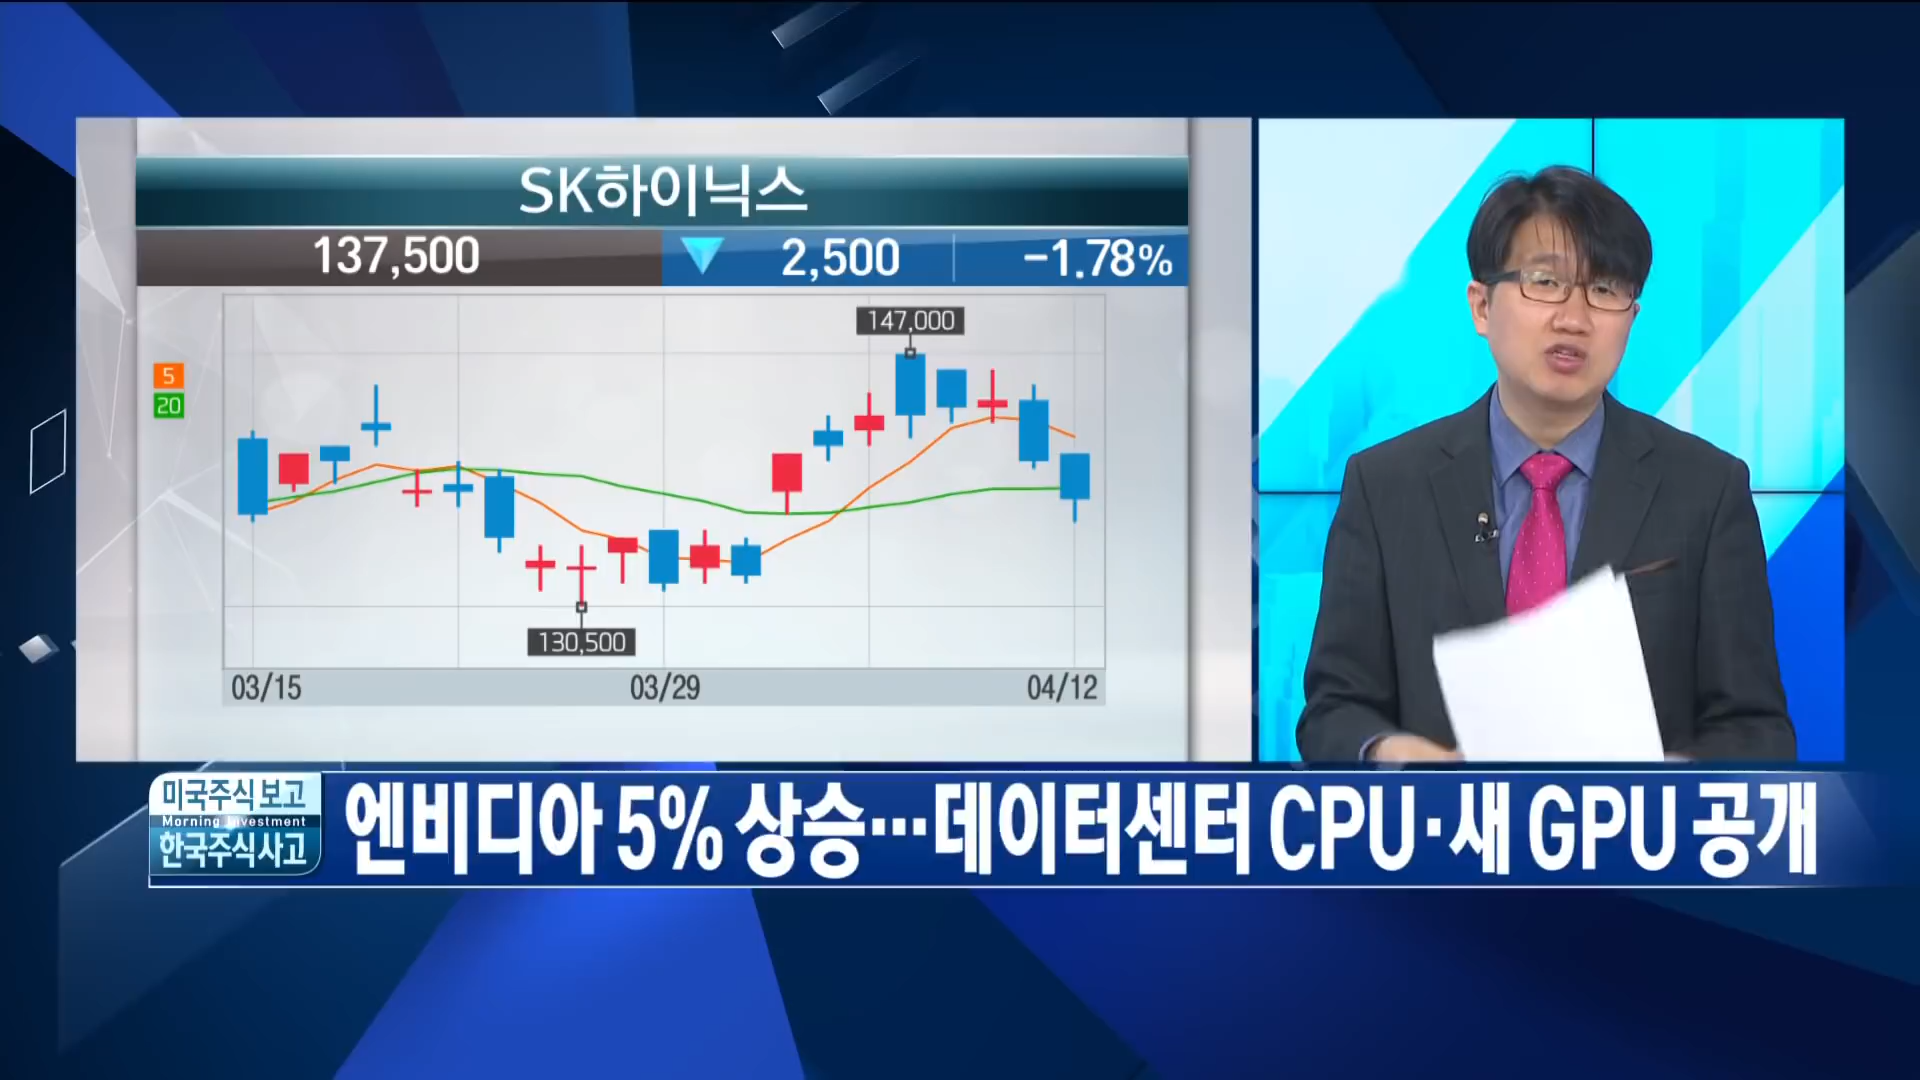 SK하이닉스
137,500 ▼ 2,500 -1.78%
5
20
147,000
130,500
03/15 03/29 04/12
미국주식 보고
Morning Investment
한국주식 사고
엔비디아 5% 상승…데이터센터 CPU·새 GPU 공개